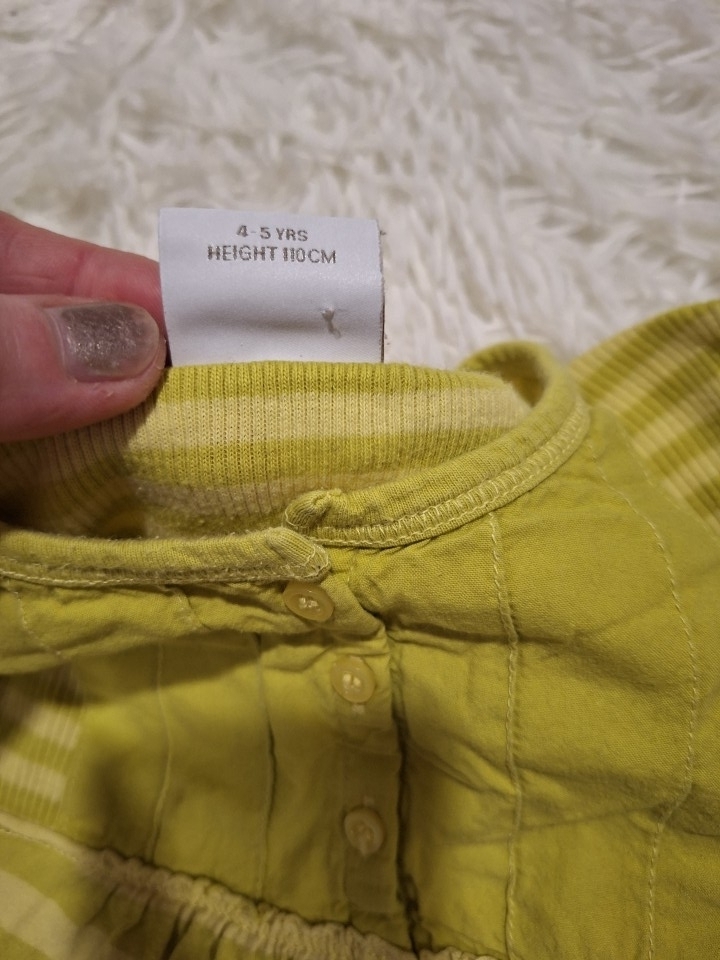 4-5 YRS
HEIGHT 110CM